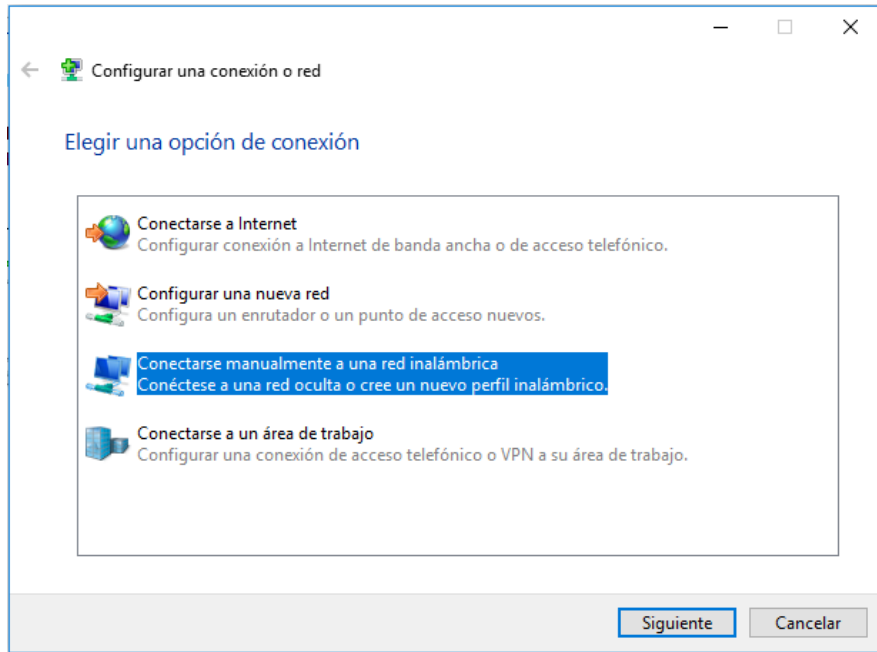 Configurar una conexión o red
Elegir una opción de conexión
Conectarse a Internet
Configurar conexión a Internet de banda ancha o de acceso telefónico.
Configurar una nueva red
Configura un enrutador o un punto de acceso nuevos.
Conectarse manualmente a una red inalámbrica
Conéctese a una red oculta o cree un nuevo perfil inalámbrico.
Conectarse a un área de trabajo
Configurar una conexión de acceso telefónico o VPN a su área de trabajo.
Siguiente
Cancelar